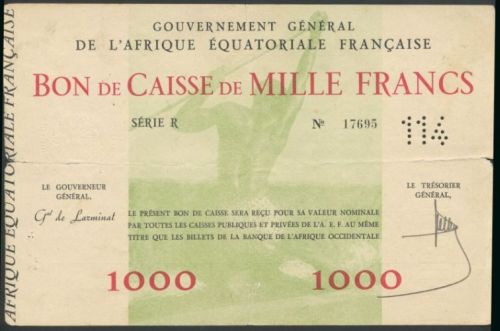 GOUVERNEMENT GÉNÉRAL
DE L'AFRIQUE ÉQUATORIALE FRANÇAISE
BON DE CAISSE DE MILLE FRANCS
SÉRIE R
Nº 17695
114
LE GOUVERNEUR
GÉNÉRAL,
Gal de Larminat
LE PRÉSENT BON DE CAISSE SERA REÇU POUR SA VALEUR NOMINALE
PAR TOUTES LES CAISSES PUBLIQUES ET PRIVÉES DE L'A. E. F. AU MÊME
TITRE QUE LES BILLETS DE LA BANQUE DE L'AFRIQUE OCCIDENTALE
LE TRÉSORIER
GÉNÉRAL,
1000
1000
AFRIQUE ÉQUATORIALE FRANÇAISE